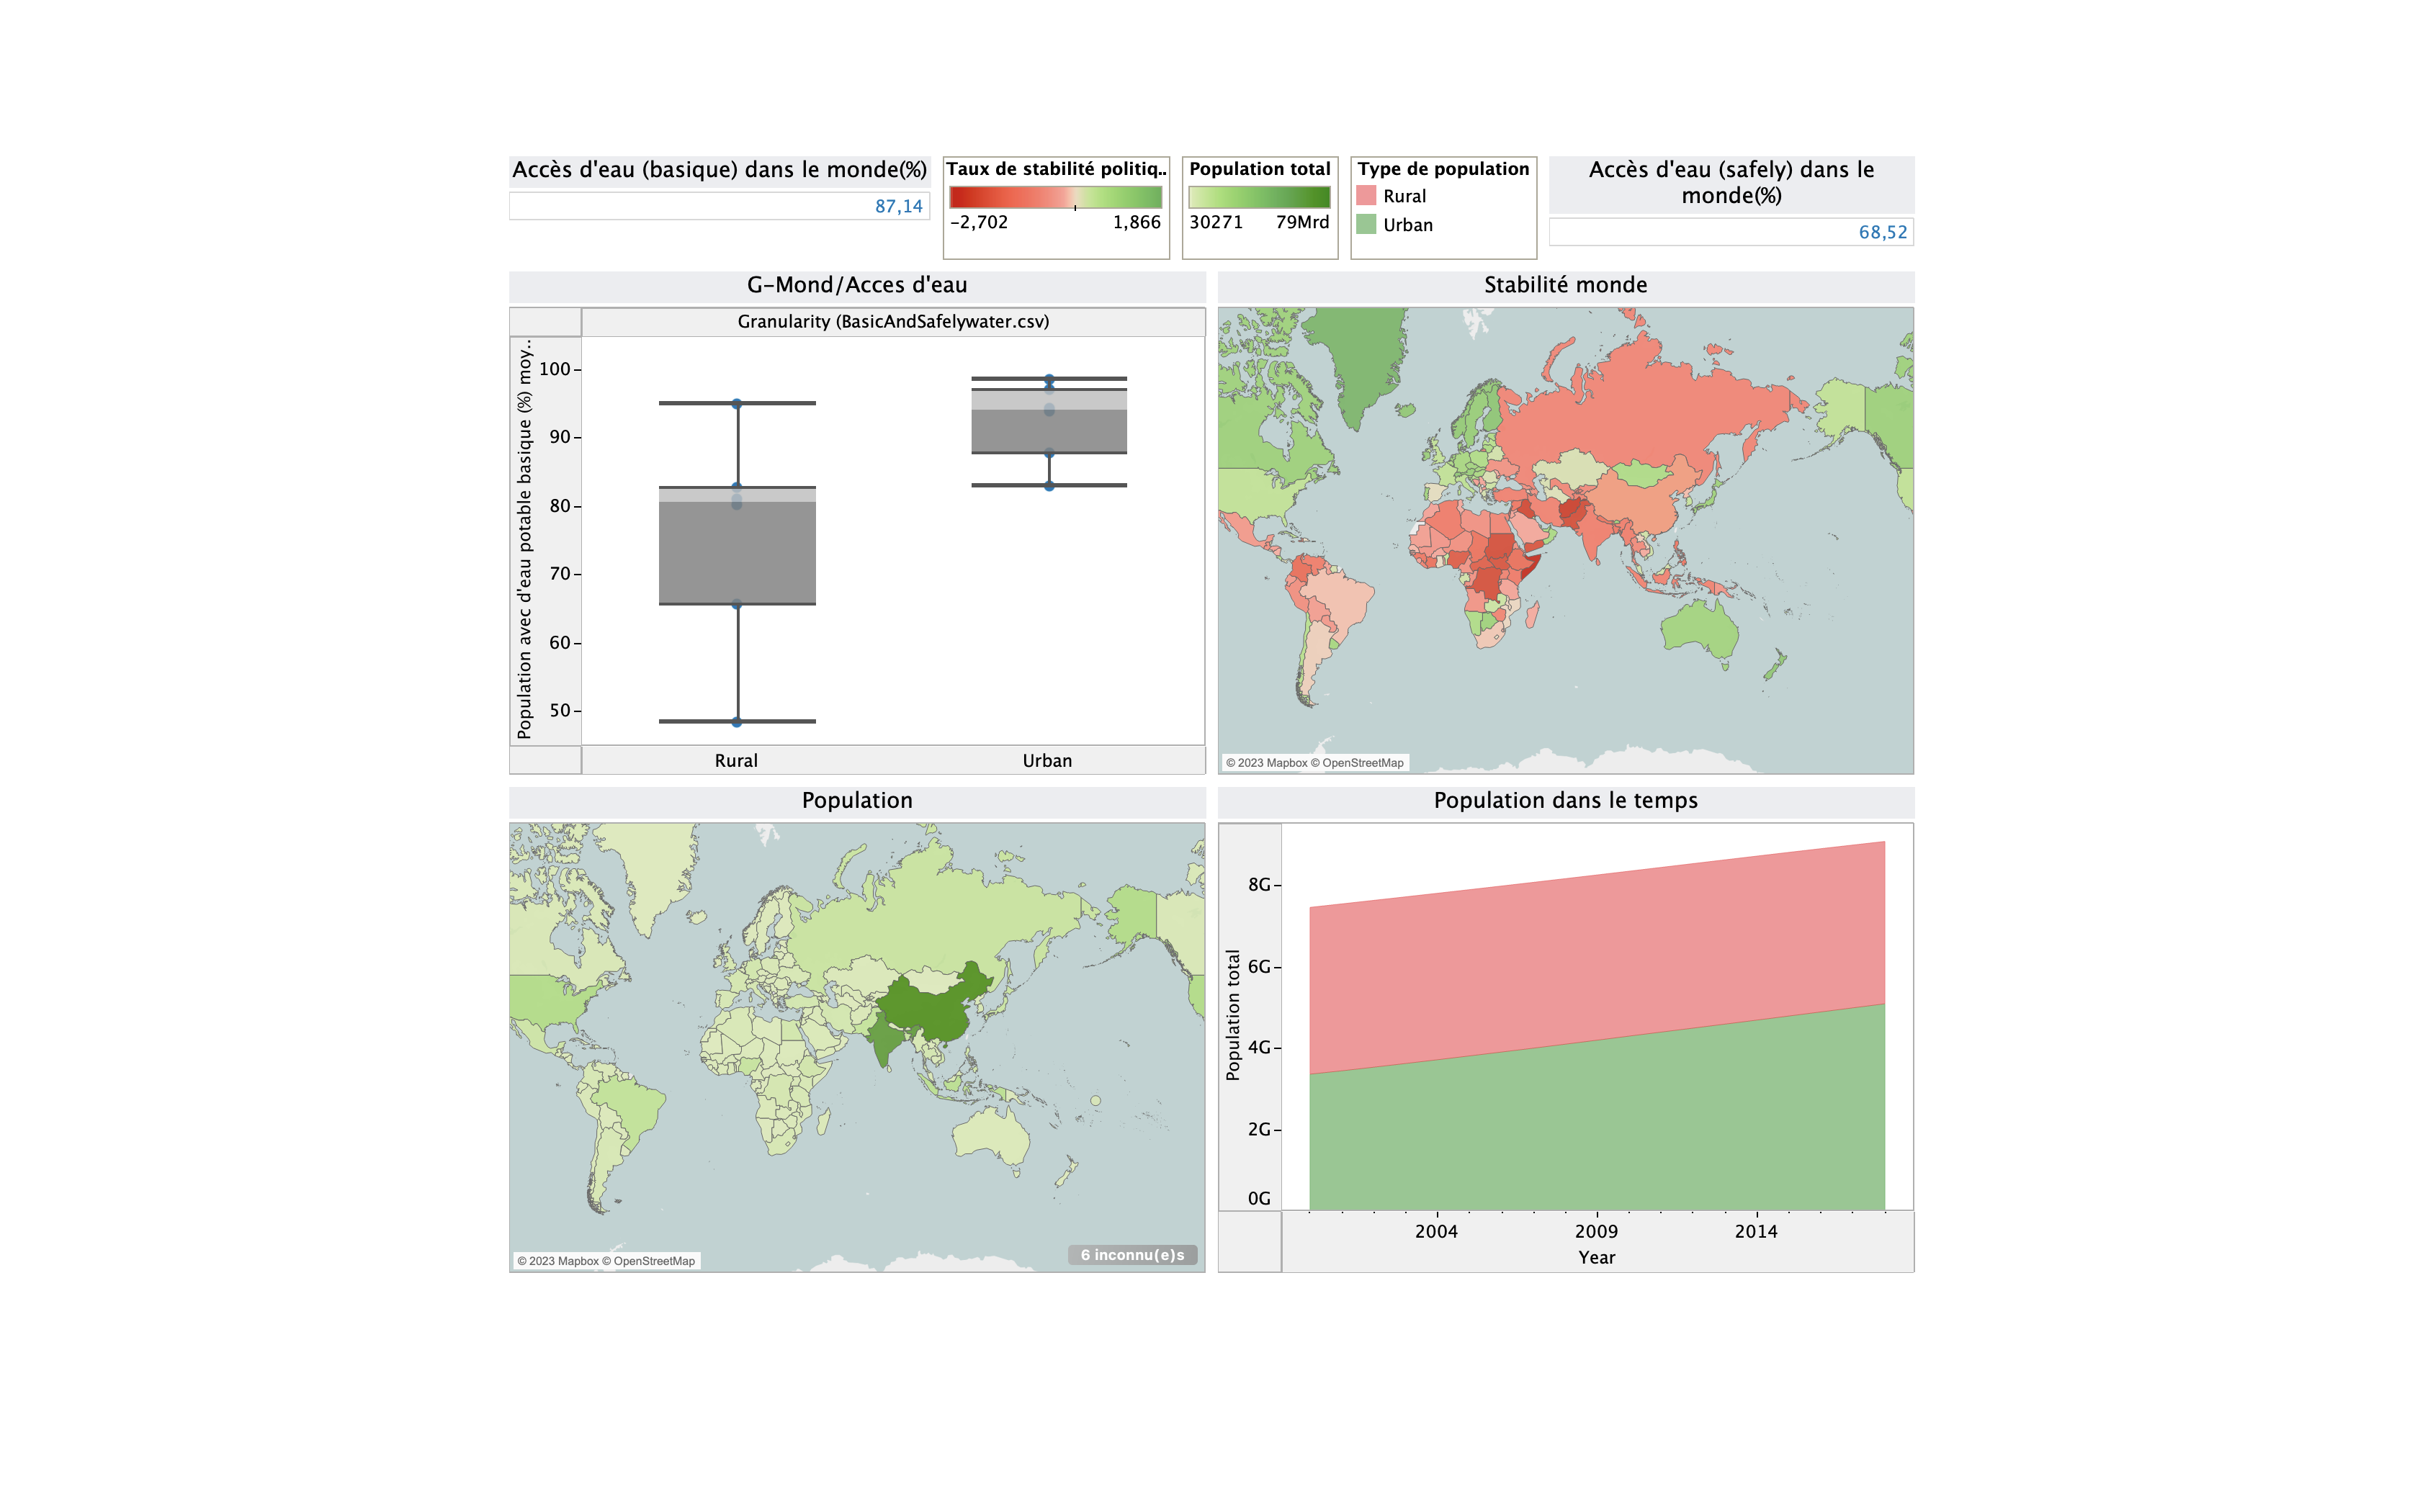 Accès d'eau (basique) dans le monde(%)
87,14
Taux de stabilité politiq..
-2,702 1,866
Population total
30271 79Mrd
Type de population
Rural
Urban
Accès d'eau (safely) dans le
monde(%)
68,52
G-Mond/Acces d'eau
Granularity (BasicAndSafelywater.csv)
Population avec d'eau potable basique (%) moy..
100
90
80
70
60
50
Rural Urban
Stabilité monde
© 2023 Mapbox © OpenStreetMap
Population
© 2023 Mapbox © OpenStreetMap
6 inconnu(e)s
Population dans le temps
Population total
8G
6G
4G
2G
0G
2004 2009 2014
Year